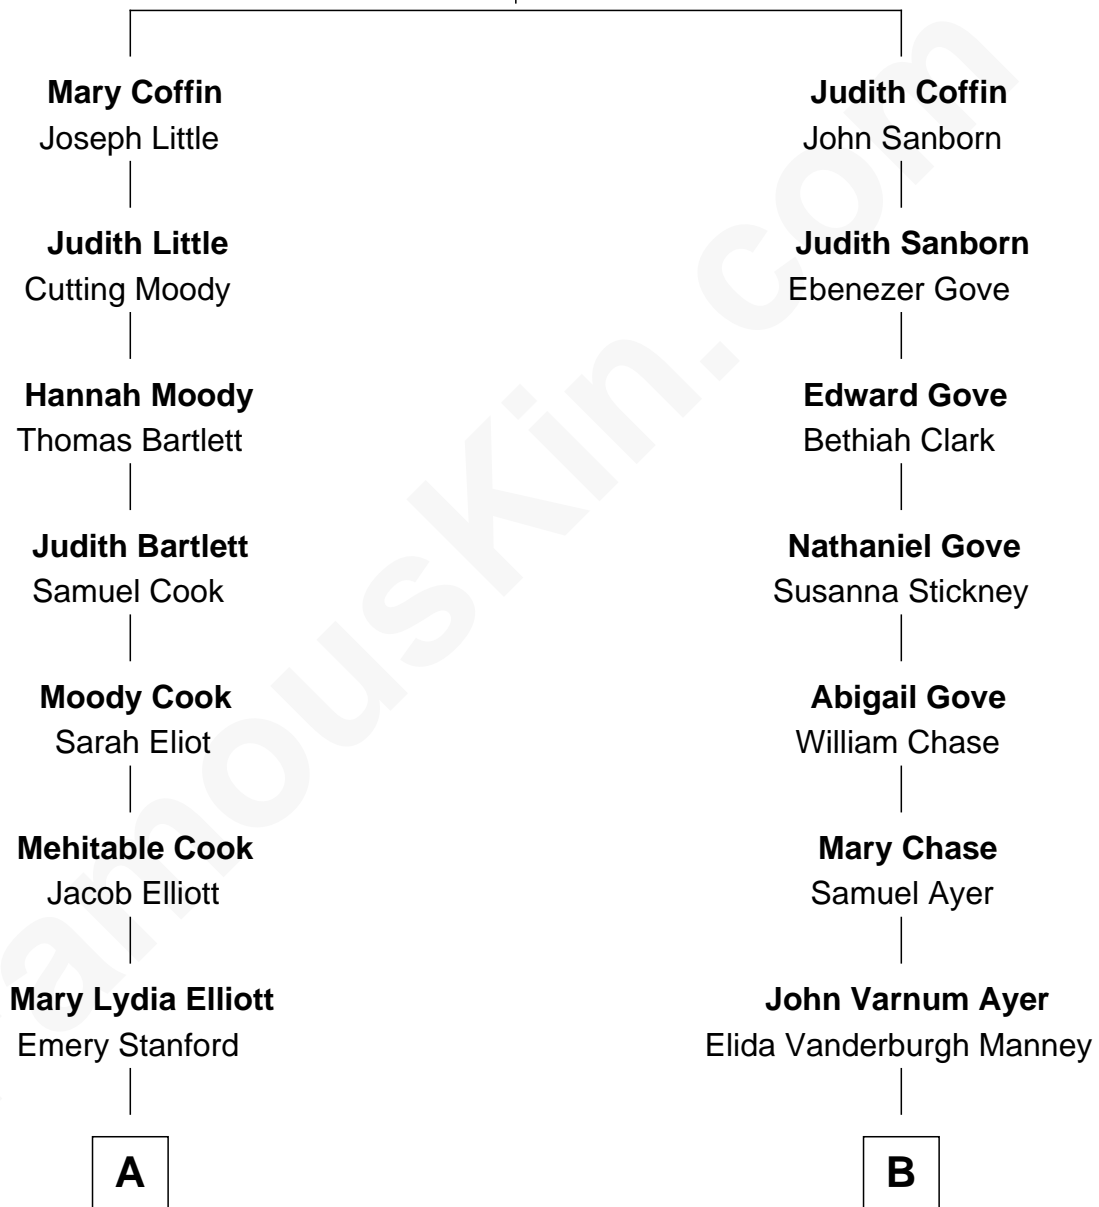 Mary Coffin
Joseph Little
Judith Little
Cutting Moody
Hannah Moody
Thomas Bartlett
Judith Bartlett
Samuel Cook
Moody Cook
Sarah Eliot
Mehitable Cook
Jacob Elliott
Mary Lydia Elliott
Emery Stanford
A
Judith Coffin
John Sanborn
Judith Sanborn
Ebenezer Gove
Edward Gove
Bethiah Clark
Nathaniel Gove
Susanna Stickney
Abigail Gove
William Chase
Mary Chase
Samuel Ayer
John Varnum Ayer
Elida Vanderburgh Manney
B
amouskin.com